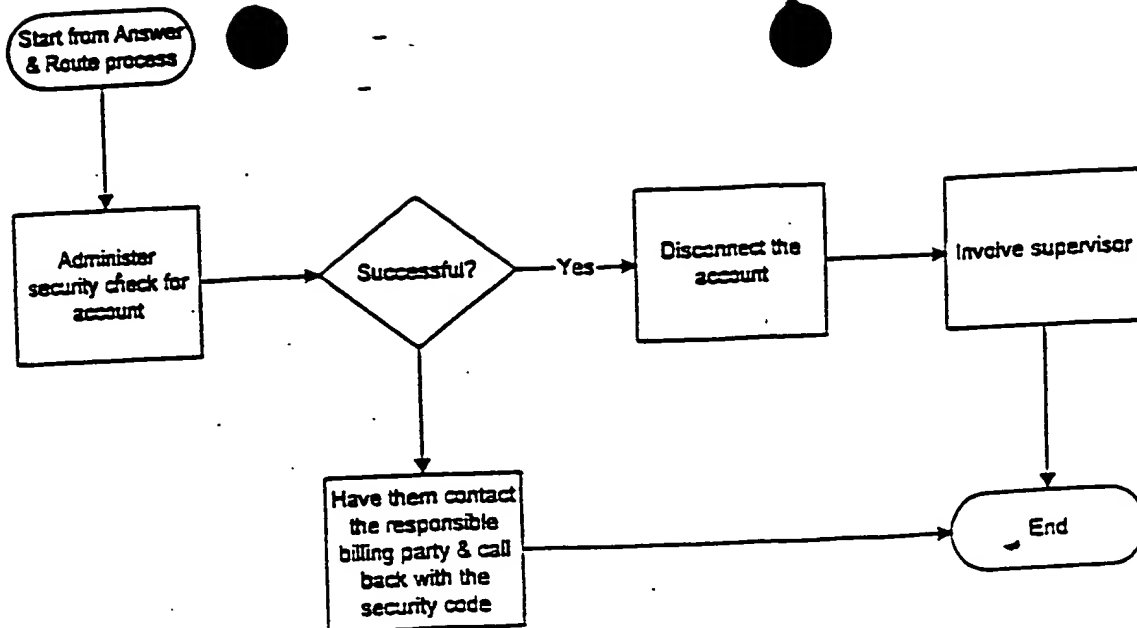 Start from Answer
& Route process
Administer
security check for
account
Successful?
Yes
Disconnect the
account
Involve supervisor
Have them contact
the responsible
billing party & call
back with the
security code
End